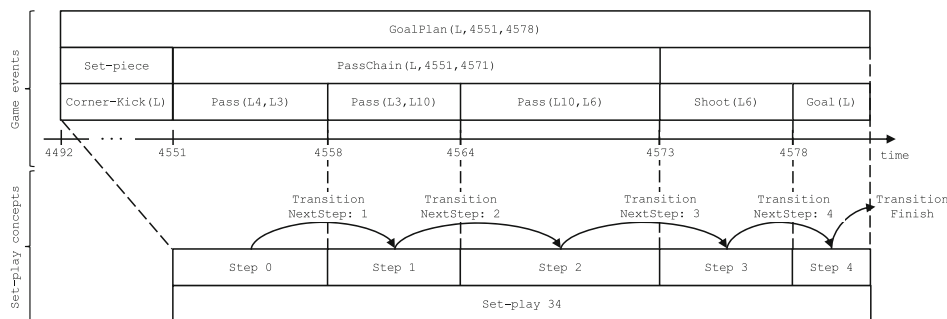 Game events
GoalPlan(L,4551,4578)
Set-piece
PassChain(L,4551,4571)
Corner-Kick(L)
Pass(L4,L3)
Pass(L3,L10)
Pass(L10,L6)
Shoot(L6)
Goal(L)
...
4492
4551
4558
4564
4573
4578
time
Set-play concepts
Transition
NextStep: 1
Transition
NextStep: 2
Transition
NextStep: 3
Transition
NextStep: 4
Transition
Finish
Step 0
Step 1
Step 2
Step 3
Step 4
Set-play 34